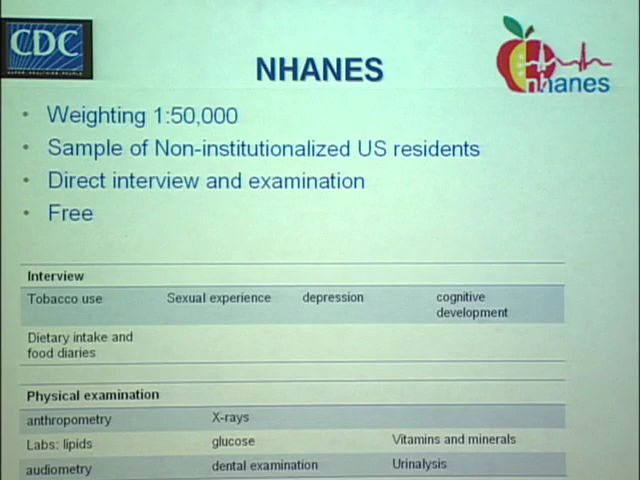 CDC
NHANES
nhanes
• Weighting 1:50,000
• Sample of Non-institutionalized US residents
• Direct interview and examination
• Free
Interview
Tobacco use Sexual experience depression cognitive development
Dietary intake and food diaries
Physical examination
anthropometry X-rays
Labs: lipids glucose Vitamins and minerals
audiometry dental examination Urinalysis